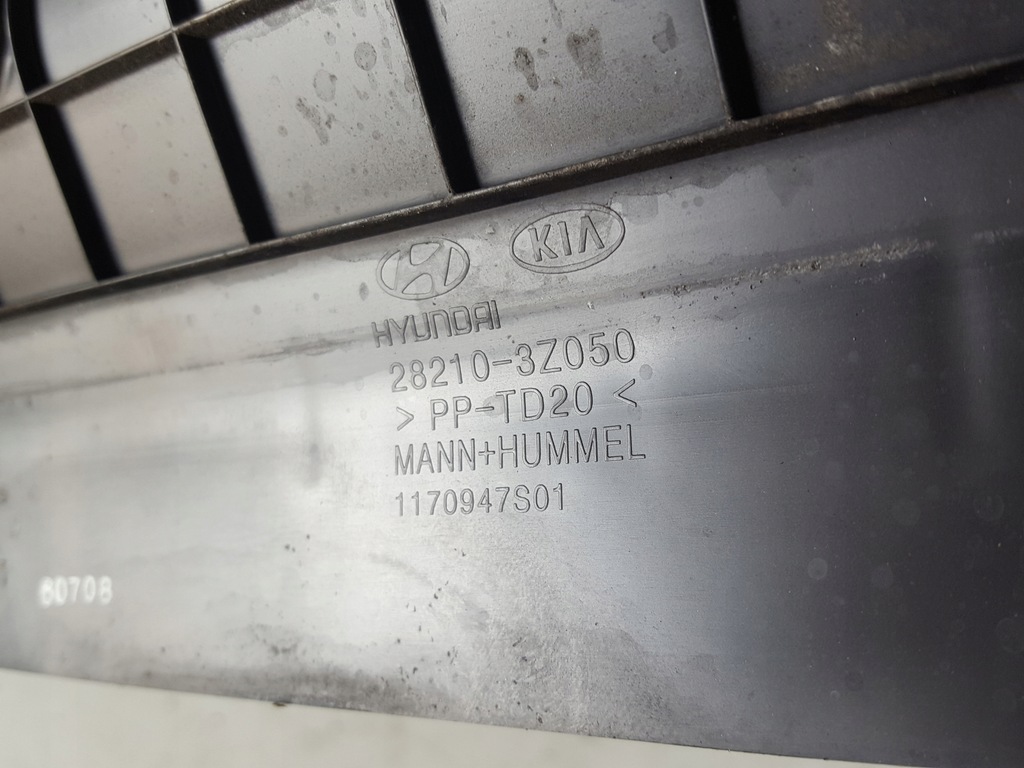 KIA
HYUNDAI
28210-3Z050
> PP-TD20 <
MANN+HUMMEL
1170947S01
60708